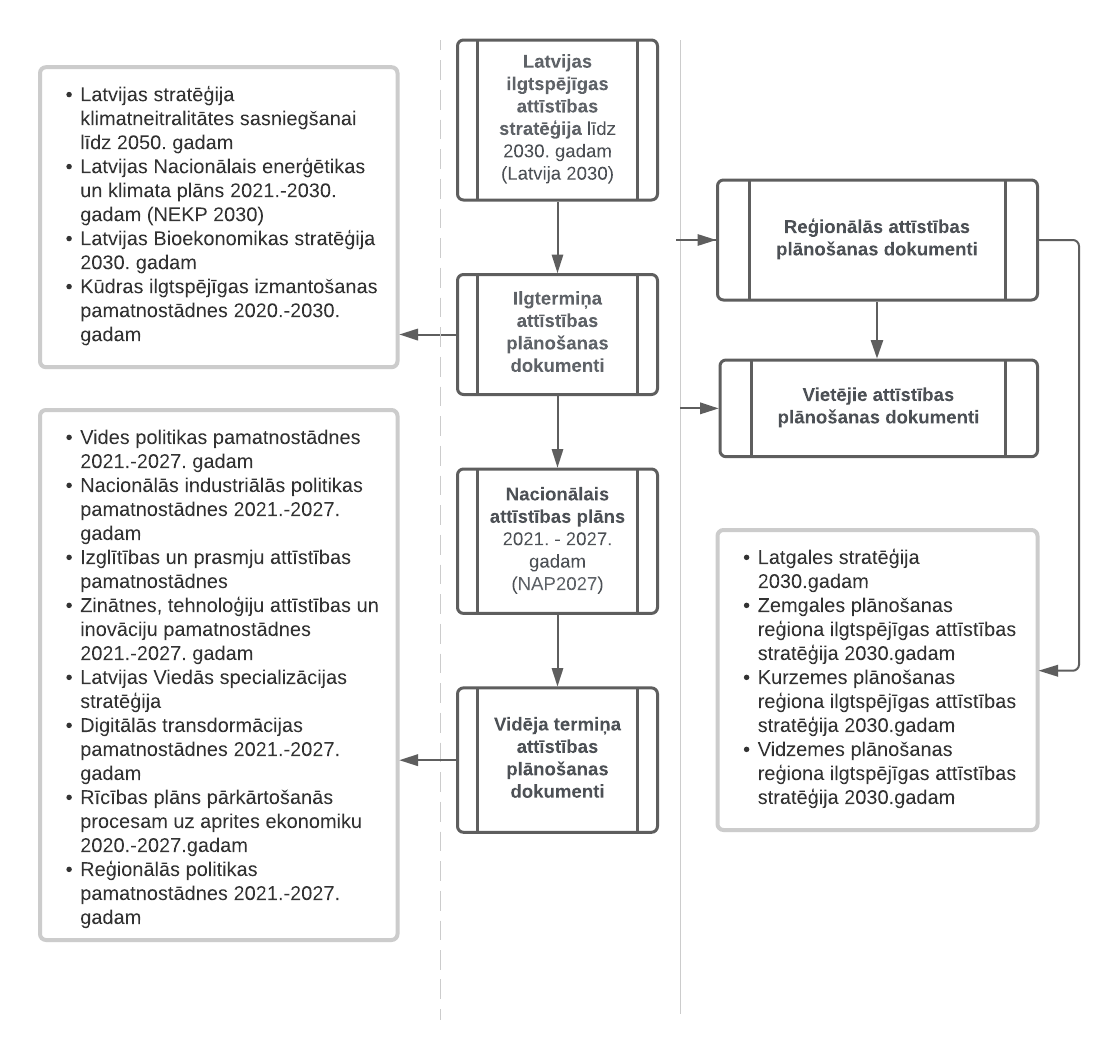 • Latvijas stratēģija
klimatneitralitātes sasniegšanai
līdz 2050. gadam
• Latvijas Nacionālais enerģētikas
un klimata plāns 2021.-2030.
gadam (NEKP 2030)
• Latvijas Bioekonomikas stratēģija
2030. gadam
• Kūdras ilgtspējīgas izmantošanas
pamatnostādnes 2020.-2030.
gadam
• Vides politikas pamatnostādnes
2021.-2027. gadam
• Nacionālās industriālās politikas
pamatnostādnes 2021.-2027.
gadam
• Izglītības un prasmju attīstības
pamatnostādnes
• Zinātnes, tehnoloģiju attīstības un
inovāciju pamatnostādnes
2021.-2027. gadam
• Latvijas Viedās specializācijas
stratēģija
• Digitālās transdormācijas
pamatnostādnes 2021.-2027.
gadam
• Rīcības plāns pārkārtošanās
procesam uz aprites ekonomiku
2020.-2027.gadam
• Reģionālās politikas
pamatnostādnes 2021.-2027.
gadam
Latvijas
ilgtspējīgas
attīstības
stratēģija līdz
2030. gadam
(Latvija 2030)
Ilgtermiņa
attīstības
plānošanas
dokumenti
Nacionālais
attīstības plāns
2021. - 2027.
gadam
(NAP2027)
Vidēja termiņa
attīstības
plānošanas
dokumenti
Reģionālās attīstības
plānošanas dokumenti
Vietējie attīstības
plānošanas dokumenti
• Latgales stratēģija
2030.gadam
• Zemgales plānošanas
reģiona ilgtspējīgas attīstības
stratēģija 2030.gadam
• Kurzemes plānošanas
reģiona ilgtspējīgas attīstības
stratēģija 2030.gadam
• Vidzemes plānošanas
reģiona ilgtspējīgas attīstības
stratēģija 2030.gadam